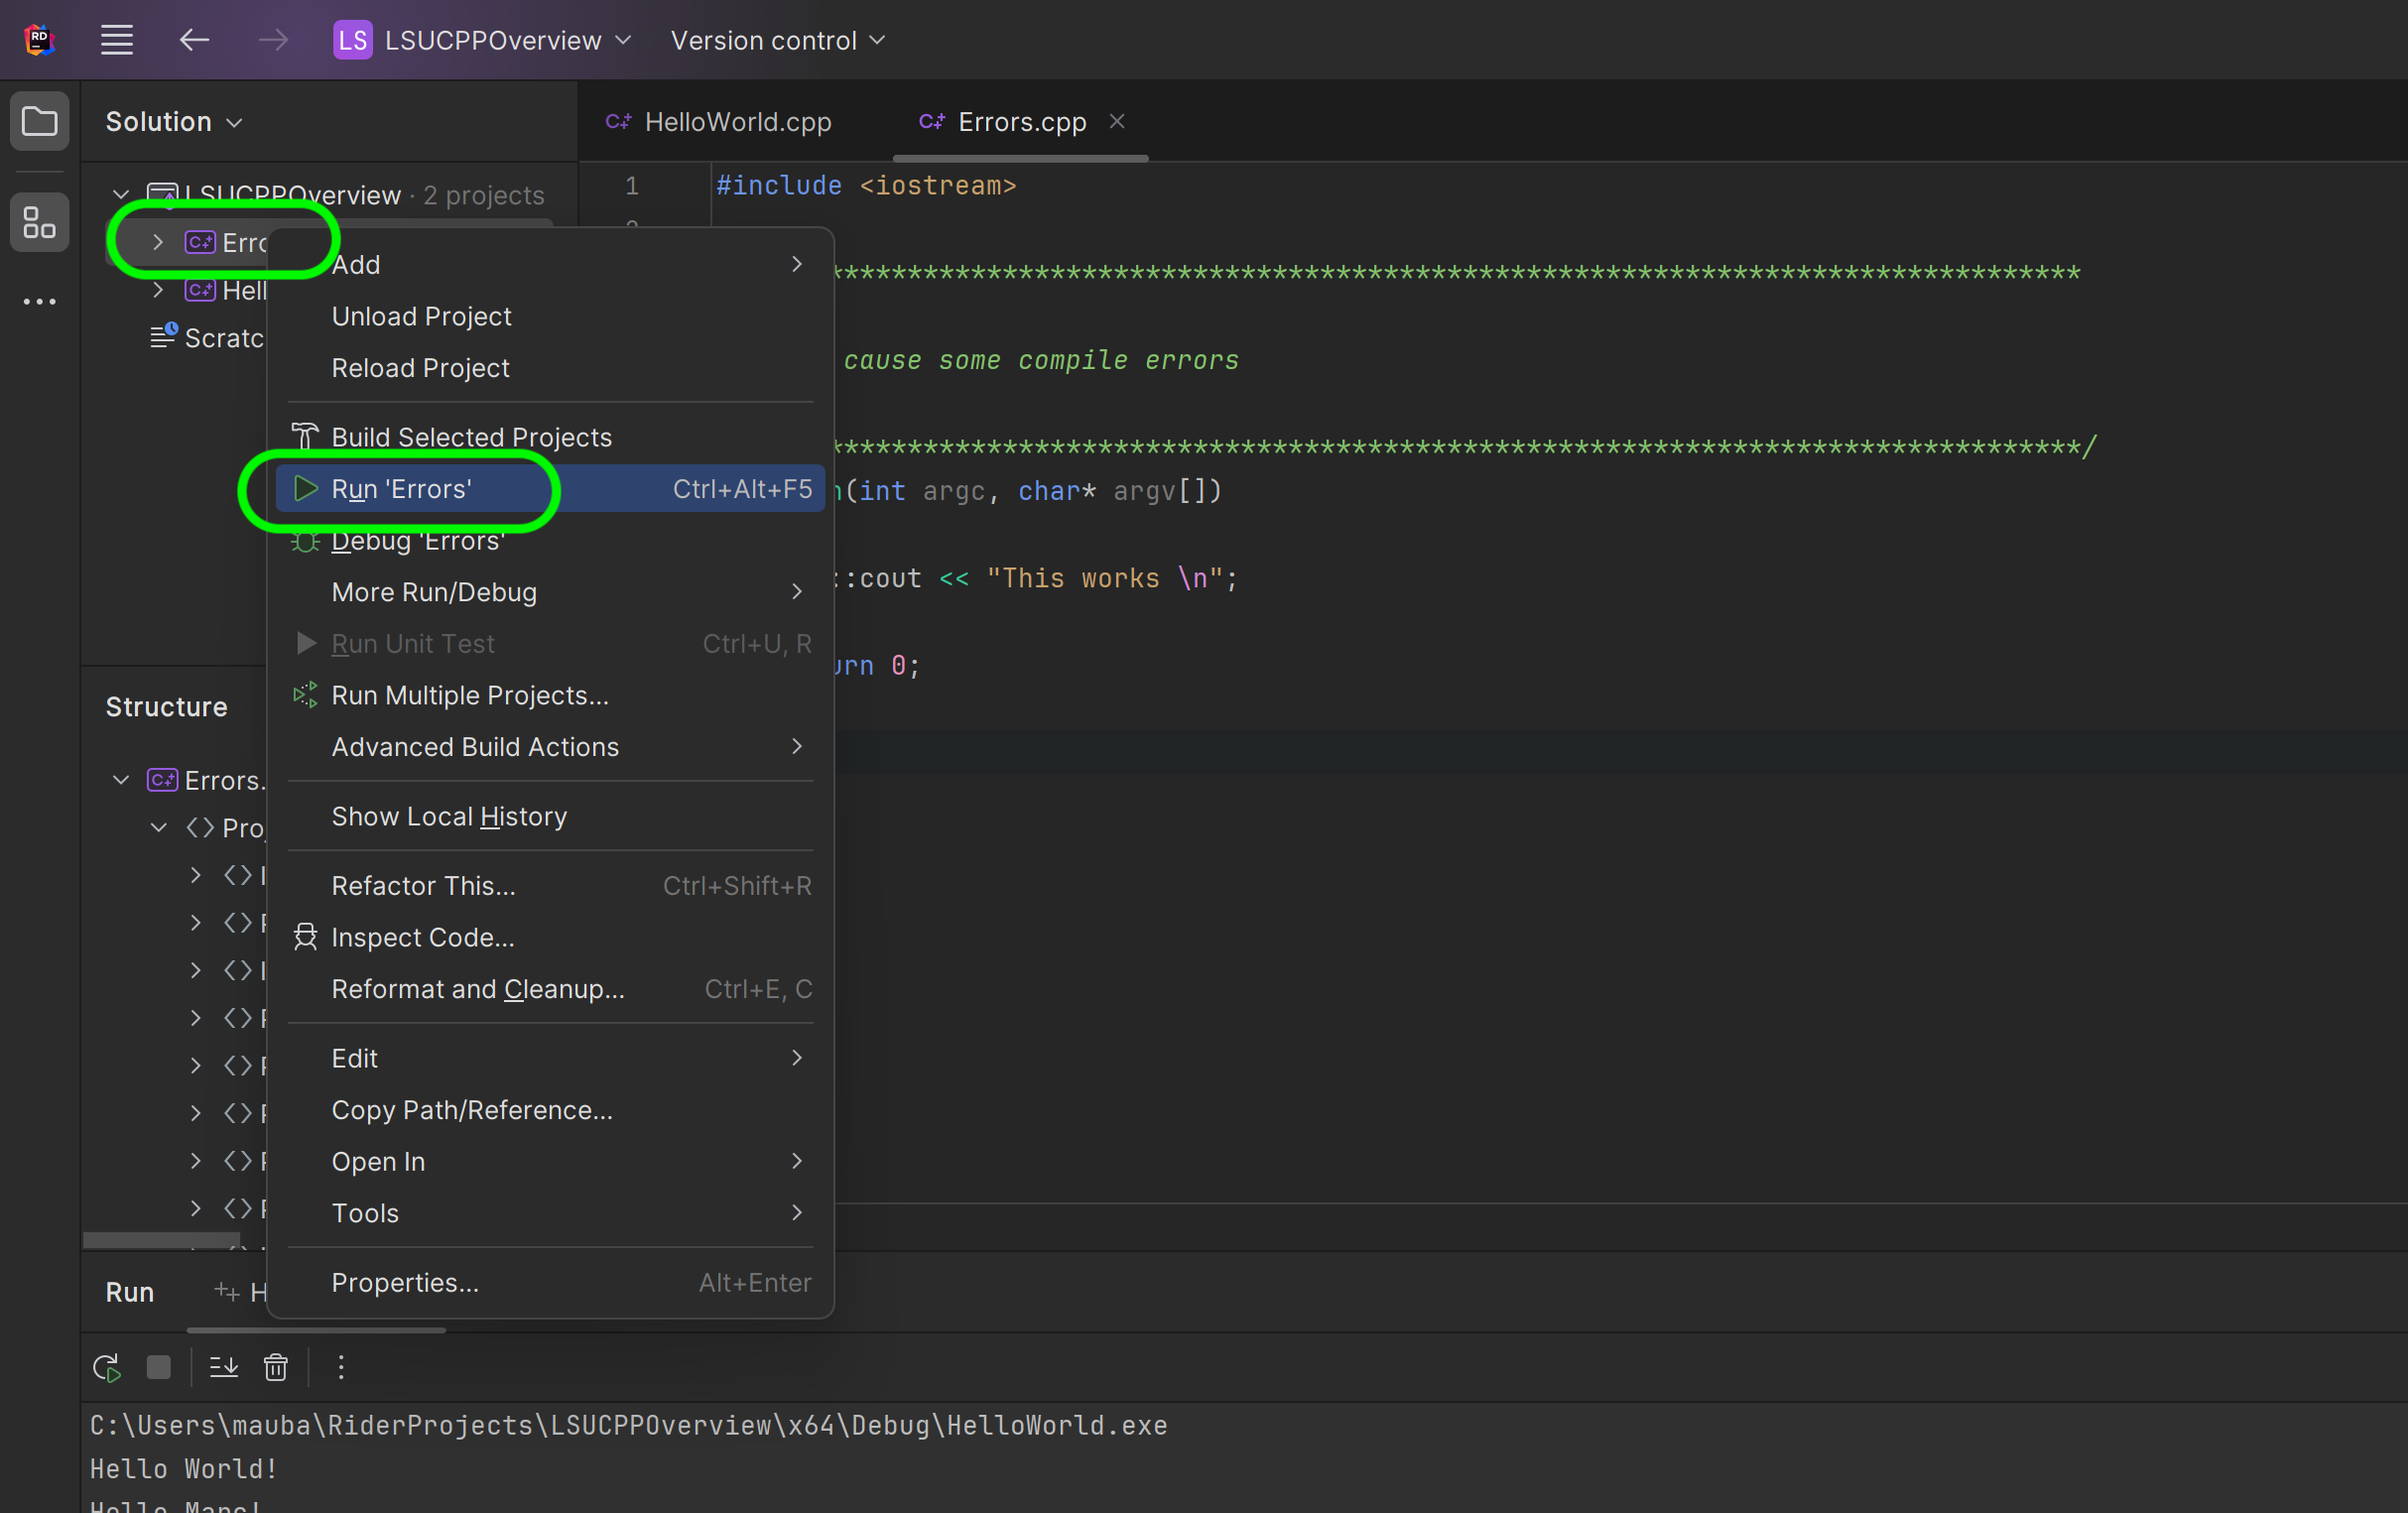 RD
LS LSUCPPOverview Version control
Solution
HelloWorld.cpp
Errors.cpp
LSUCPPOverview · 2 projects
C++ Erro
C++ Hell
Scratc
1 #include <iostream>
*******************************************************************************
cause some compile errors
*******************************************************************************/
(int argc, char* argv[])
::cout << "This works \n";
urn 0;
Add
Unload Project
Reload Project
Build Selected Projects
Run 'Errors' Ctrl+Alt+F5
Debug 'Errors'
More Run/Debug
Run Unit Test Ctrl+U, R
Run Multiple Projects...
Advanced Build Actions
Show Local History
Refactor This... Ctrl+Shift+R
Inspect Code...
Reformat and Cleanup... Ctrl+E, C
Edit
Copy Path/Reference...
Open In
Tools
Properties... Alt+Enter
Structure
Errors.
Proj
Run H
C:\Users\mauba\RiderProjects\LSUCPPOverview\x64\Debug\HelloWorld.exe
Hello World!